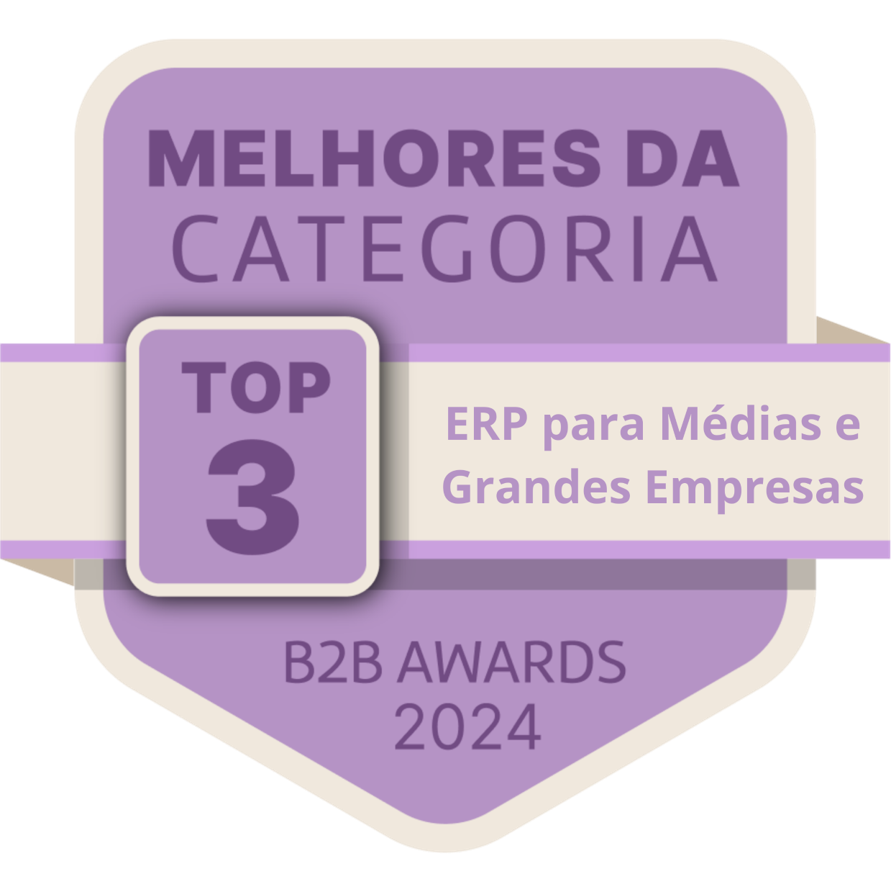 MELHORES DA
CATEGORIA
TOP
3
ERP para Médias e
Grandes Empresas
B2B AWARDS
2024